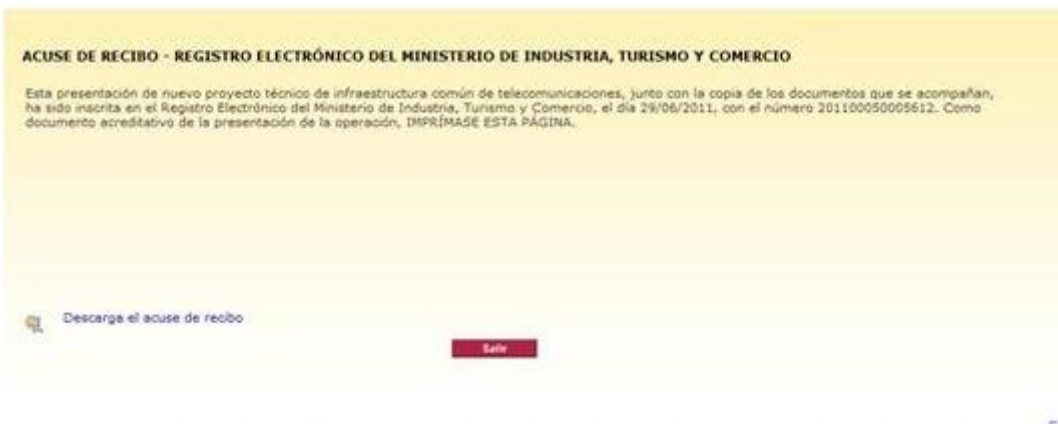 ACUSE DE RECIBO - REGISTRO ELECTRÓNICO DEL MINISTERIO DE INDUSTRIA, TURISMO Y COMERCIO
Esta presentación de nuevo proyecto técnico de infraestructura común de telecomunicaciones, junto con la copia de los documentos que se acompañan,
ha sido inscrita en el Registro Electrónico del Ministerio de Industria, Turismo y Comercio, el día 29/06/2011, con el número 201100050005612. Como
documento acreditativo de la presentación de la operación, IMPRÍMASE ESTA PÁGINA.
Descarga el acuse de recibo
Salir